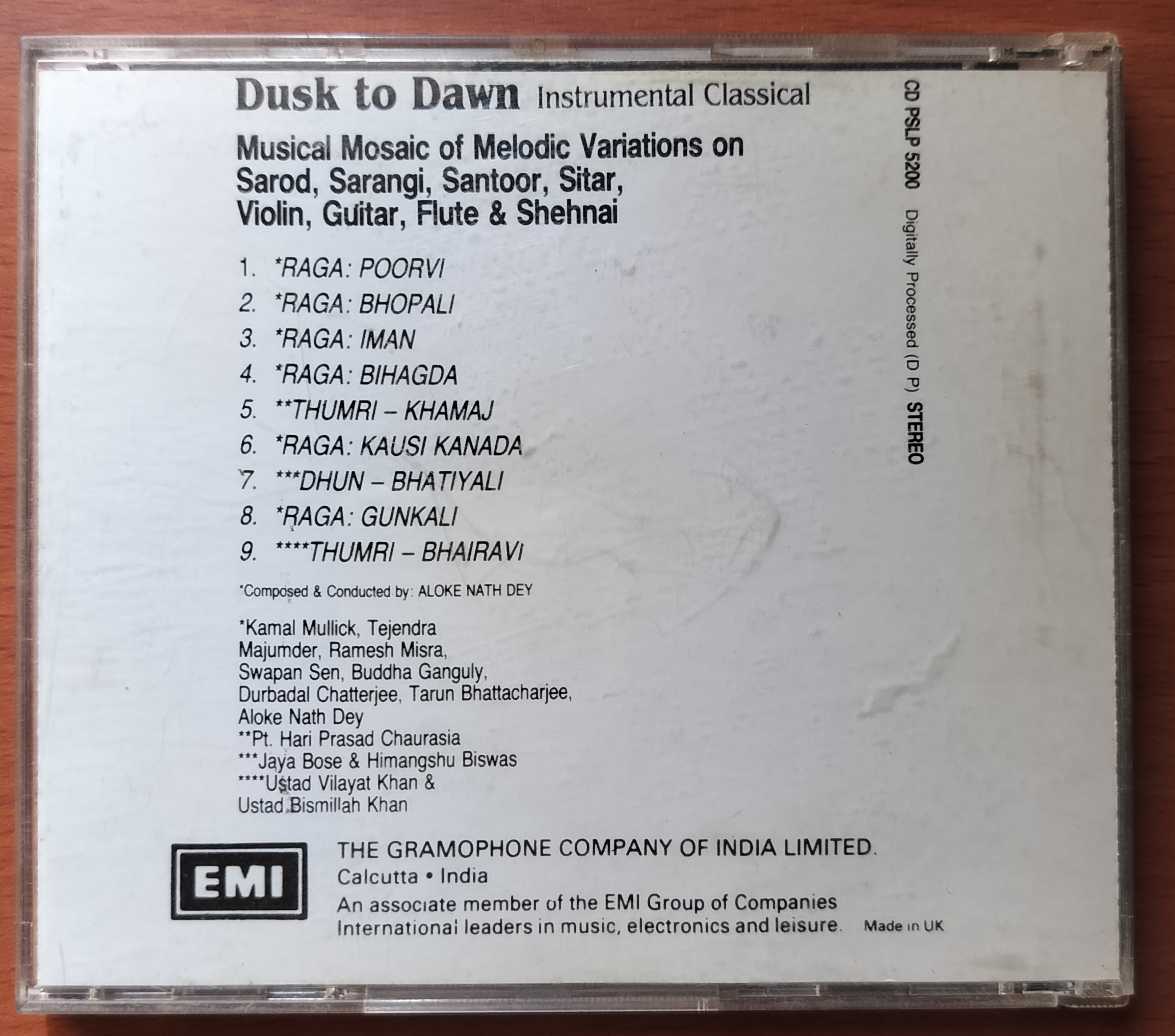 Dusk to Dawn Instrumental Classical
Musical Mosaic of Melodic Variations on
Sarod, Sarangi, Santoor, Sitar,
Violin, Guitar, Flute & Shehnai
1. *RAGA: POORVI
2. *RAGA: BHOPALI
3. *RAGA: IMAN
4. *RAGA: BIHAGDA
5. **THUMRI – KHAMAJ
6. *RAGA: KAUSI KANADA
7. ***DHUN – BHATIYALI
8. *RAGA: GUNKALI
9. ****THUMRI – BHAIRAVI
*Composed & Conducted by: ALOKE NATH DEY
*Kamal Mullick, Tejendra
Majumder, Ramesh Misra,
Swapan Sen, Buddha Ganguly,
Durbadal Chatterjee, Tarun Bhattacharjee,
Aloke Nath Dey
**Pt. Hari Prasad Chaurasia
***Jaya Bose & Himangshu Biswas
****Ustad Vilayat Khan &
Ustad Bismillah Khan
EMI
THE GRAMOPHONE COMPANY OF INDIA LIMITED.
Calcutta • India
An associate member of the EMI Group of Companies
International leaders in music, electronics and leisure. Made in UK
CD PSLP 5200 Digitally Processed (D P) STEREO